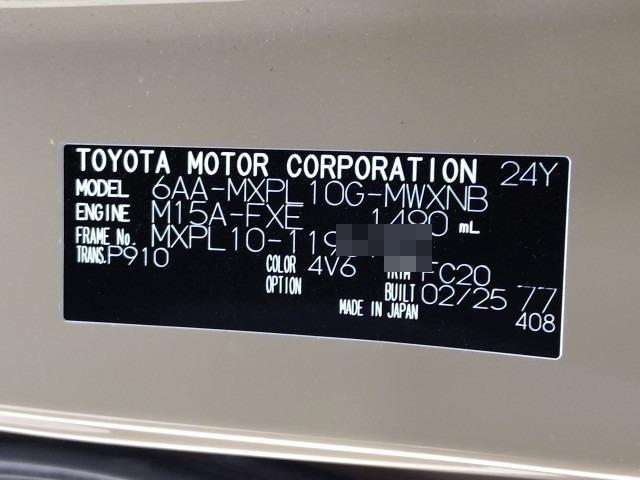 TOYOTA MOTOR CORPORATION 24Y
MODEL 6AA-MXPL10G-MWXNB
ENGINE M15A-FXE 1490 mL
FRAME No. MXPL10-119
TRANS. P910 COLOR 4V6 TRIM FC20
OPTION BUILT 02/25 77
MADE IN JAPAN 408